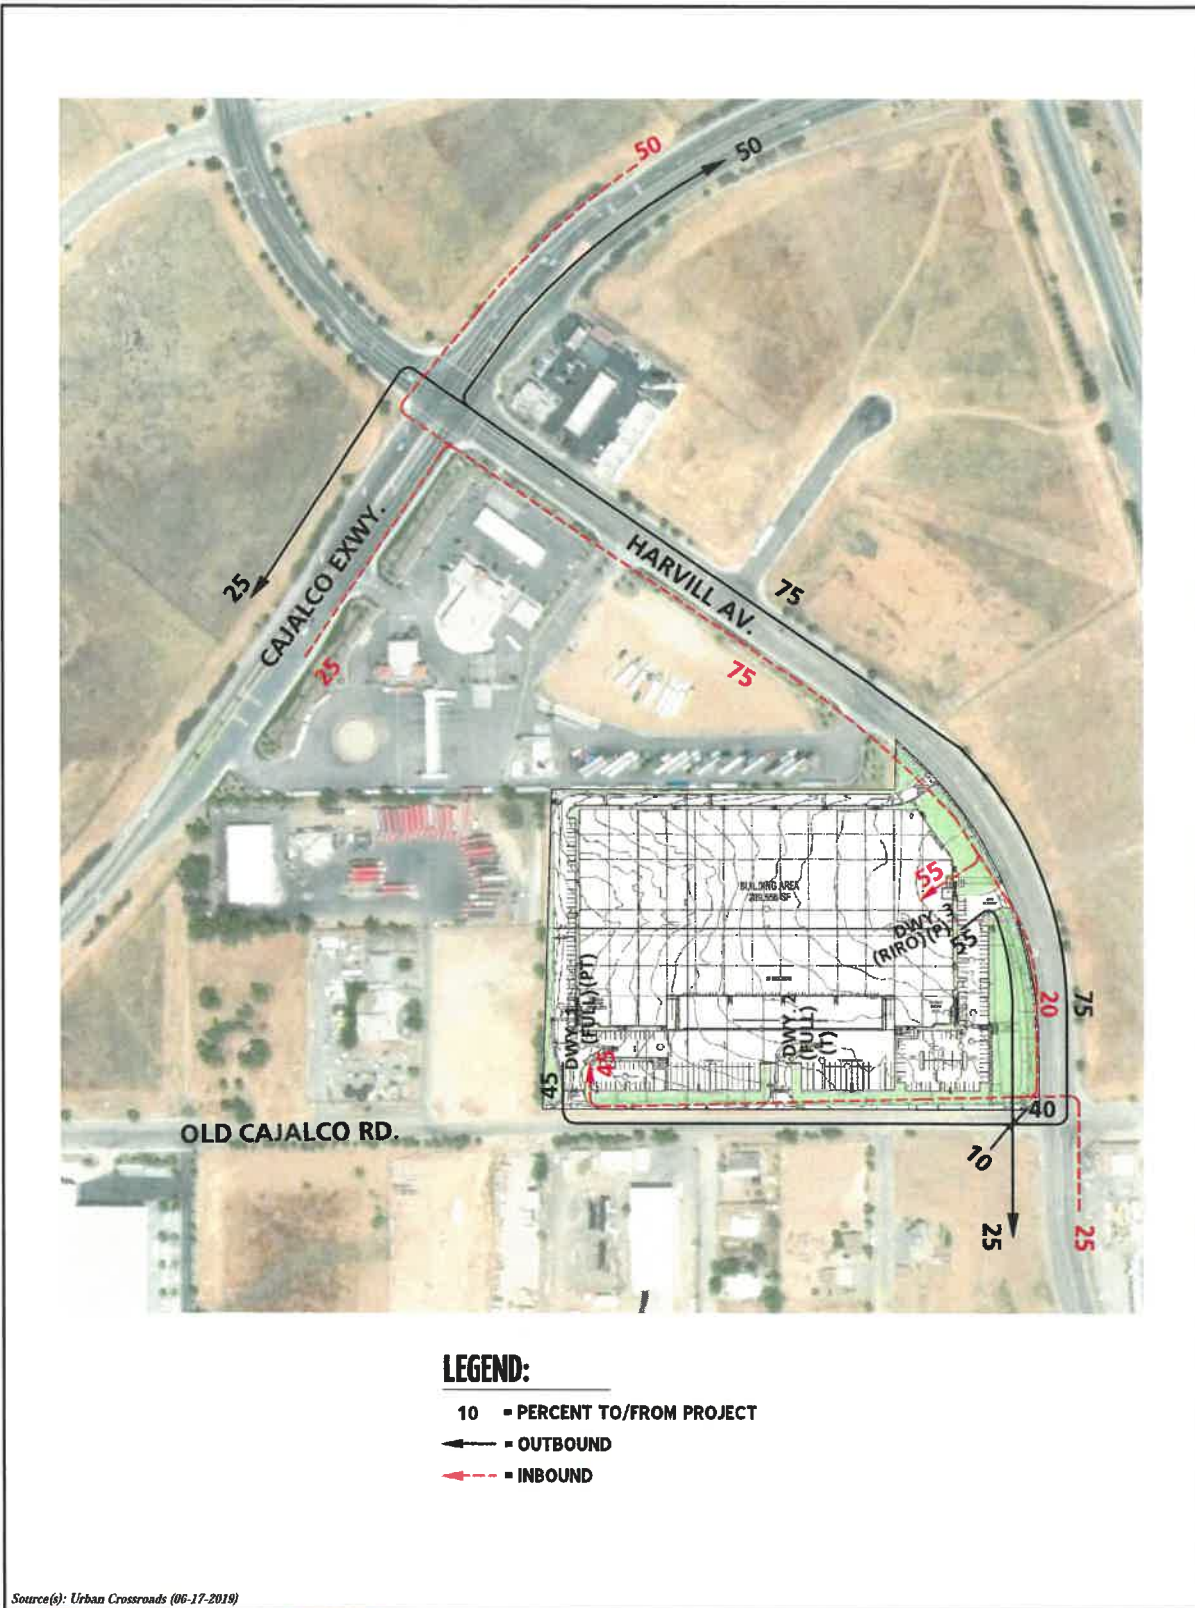 50
50
25
CAJALCO EXWY.
25
HARVILL AV.
75
75
BUILDING AREA
55
DWY. 3
(RIRO)(P)
55
20
75
DWY. 1
(FULL)(PT)
DWY. 2
(FULL)
(T)
45
45
40
OLD CAJALCO RD.
10
25
25
LEGEND:
10 = PERCENT TO/FROM PROJECT
= OUTBOUND
= INBOUND
Source(s): Urban Crossroads (06-17-2019)